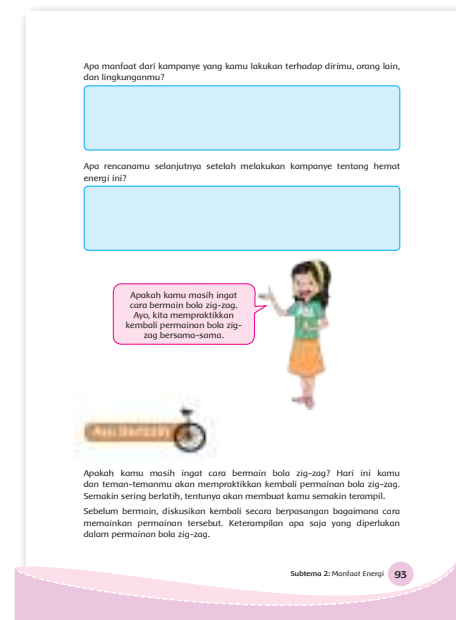 Apa manfaat dari kampanye yang kamu lakukan terhadap dirimu, orang lain,
dan lingkunganmu?
Apa rencanamu selanjutnya setelah melakukan kampanye tentang hemat
energi ini?
Apakah kamu masih ingat
cara bermain bola zig-zag.
Ayo, kita mempraktikkan
kembali permainan bola zig-
zag bersama-sama.
Ayo Berlatih
Apakah kamu masih ingat cara bermain bola zig-zag? Hari ini kamu
dan teman-temanmu akan mempraktikkan kembali permainan bola zig-zag.
Semakin sering berlatih, tentunya akan membuat kamu semakin terampil.
Sebelum bermain, diskusikan kembali secara berpasangan bagaimana cara
memainkan permainan tersebut. Keterampilan apa saja yang diperlukan
dalam permainan bola zig-zag.
Subtema 2: Manfaat Energi 93